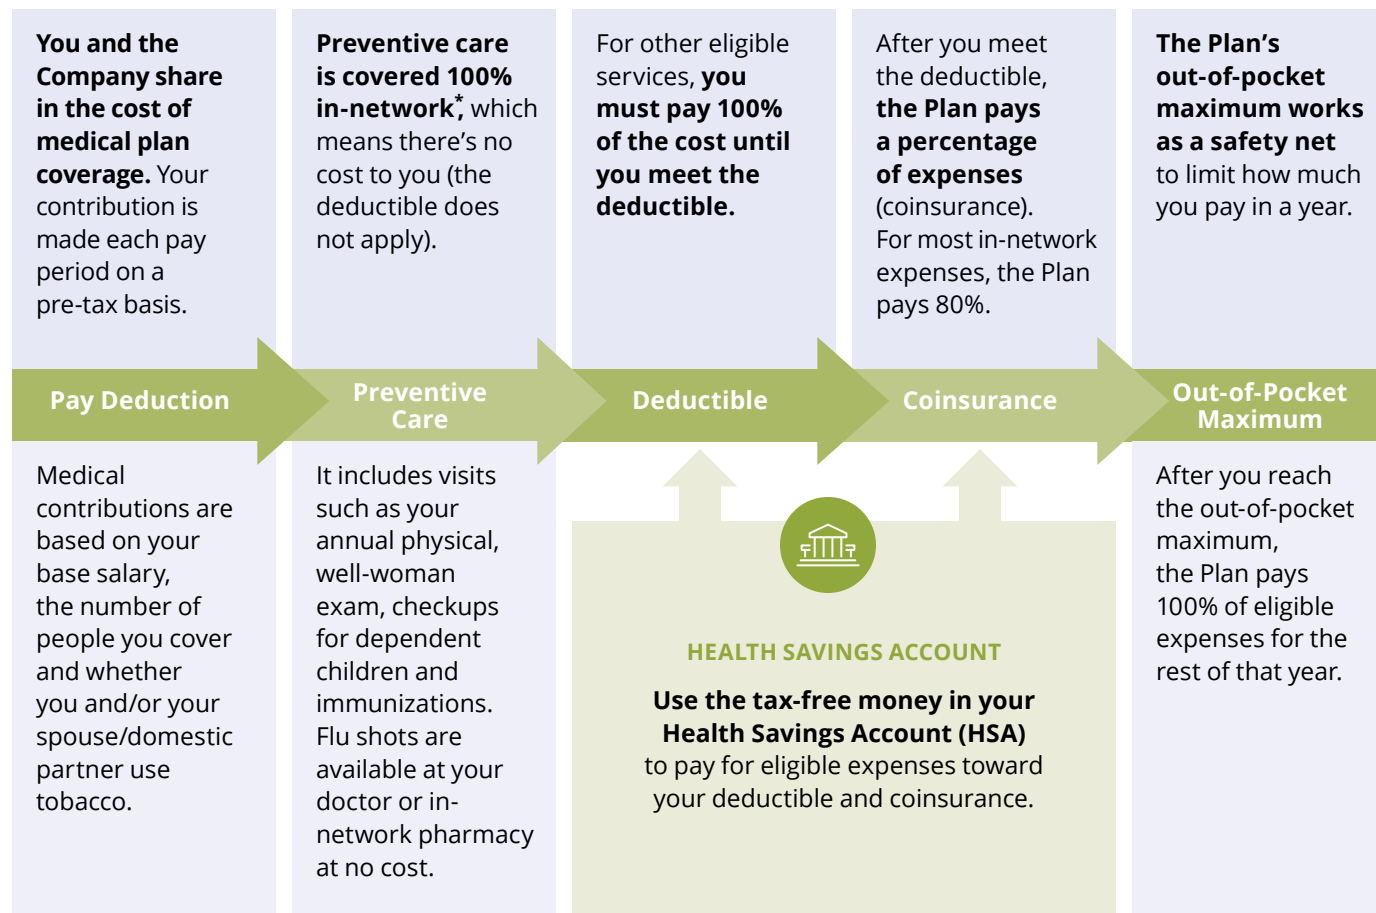 You and the
Company share
in the cost of
medical plan
coverage. Your
contribution is
made each pay
period on a
pre-tax basis.
Preventive care
is covered 100%
in-network*, which
means there's no
cost to you (the
deductible does
not apply).
For other eligible
services, you
must pay 100%
of the cost until
you meet the
deductible.
After you meet
the deductible,
the Plan pays
a percentage
of expenses
(coinsurance).
For most in-network
expenses, the Plan
pays 80%.
The Plan's
out-of-pocket
maximum works
as a safety net
to limit how much
you pay in a year.
Pay Deduction
Preventive
Care
Deductible
Coinsurance
Out-of-Pocket
Maximum
Medical
contributions are
based on your
base salary,
the number of
people you cover
and whether
you and/or your
spouse/domestic
partner use
tobacco.
It includes visits
such as your
annual physical,
well-woman
exam, checkups
for dependent
children and
immunizations.
Flu shots are
available at your
doctor or in-
network pharmacy
at no cost.
HEALTH SAVINGS ACCOUNT
Use the tax-free money in your
Health Savings Account (HSA)
to pay for eligible expenses toward
your deductible and coinsurance.
After you reach
the out-of-pocket
maximum,
the Plan pays
100% of eligible
expenses for the
rest of that year.